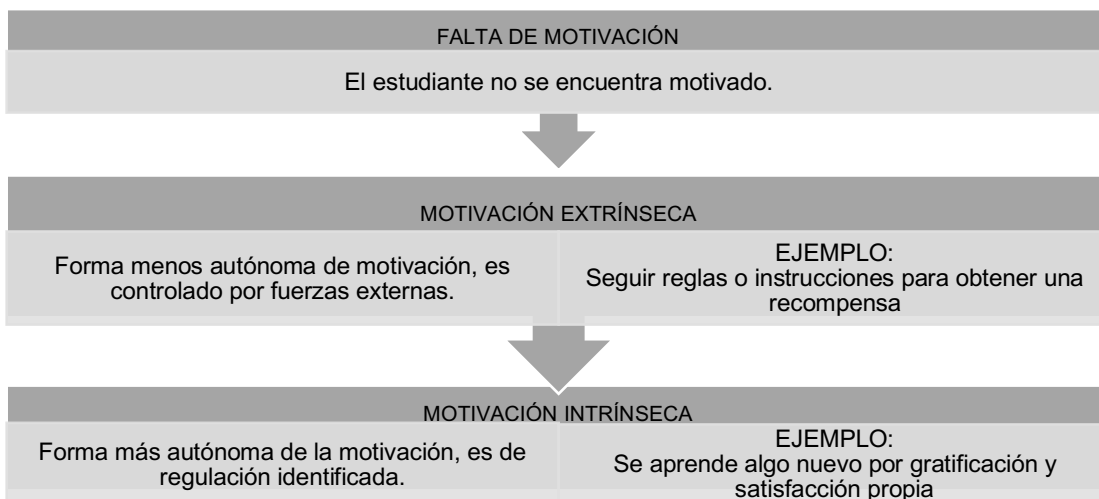 FALTA DE MOTIVACIÓN
El estudiante no se encuentra motivado.
MOTIVACIÓN EXTRÍNSECA
Forma menos autónoma de motivación, es
controlado por fuerzas externas.
EJEMPLO:
Seguir reglas o instrucciones para obtener una
recompensa
MOTIVACIÓN INTRÍNSECA
Forma más autónoma de la motivación, es de
regulación identificada.
EJEMPLO:
Se aprende algo nuevo por gratificación y
satisfacción propia